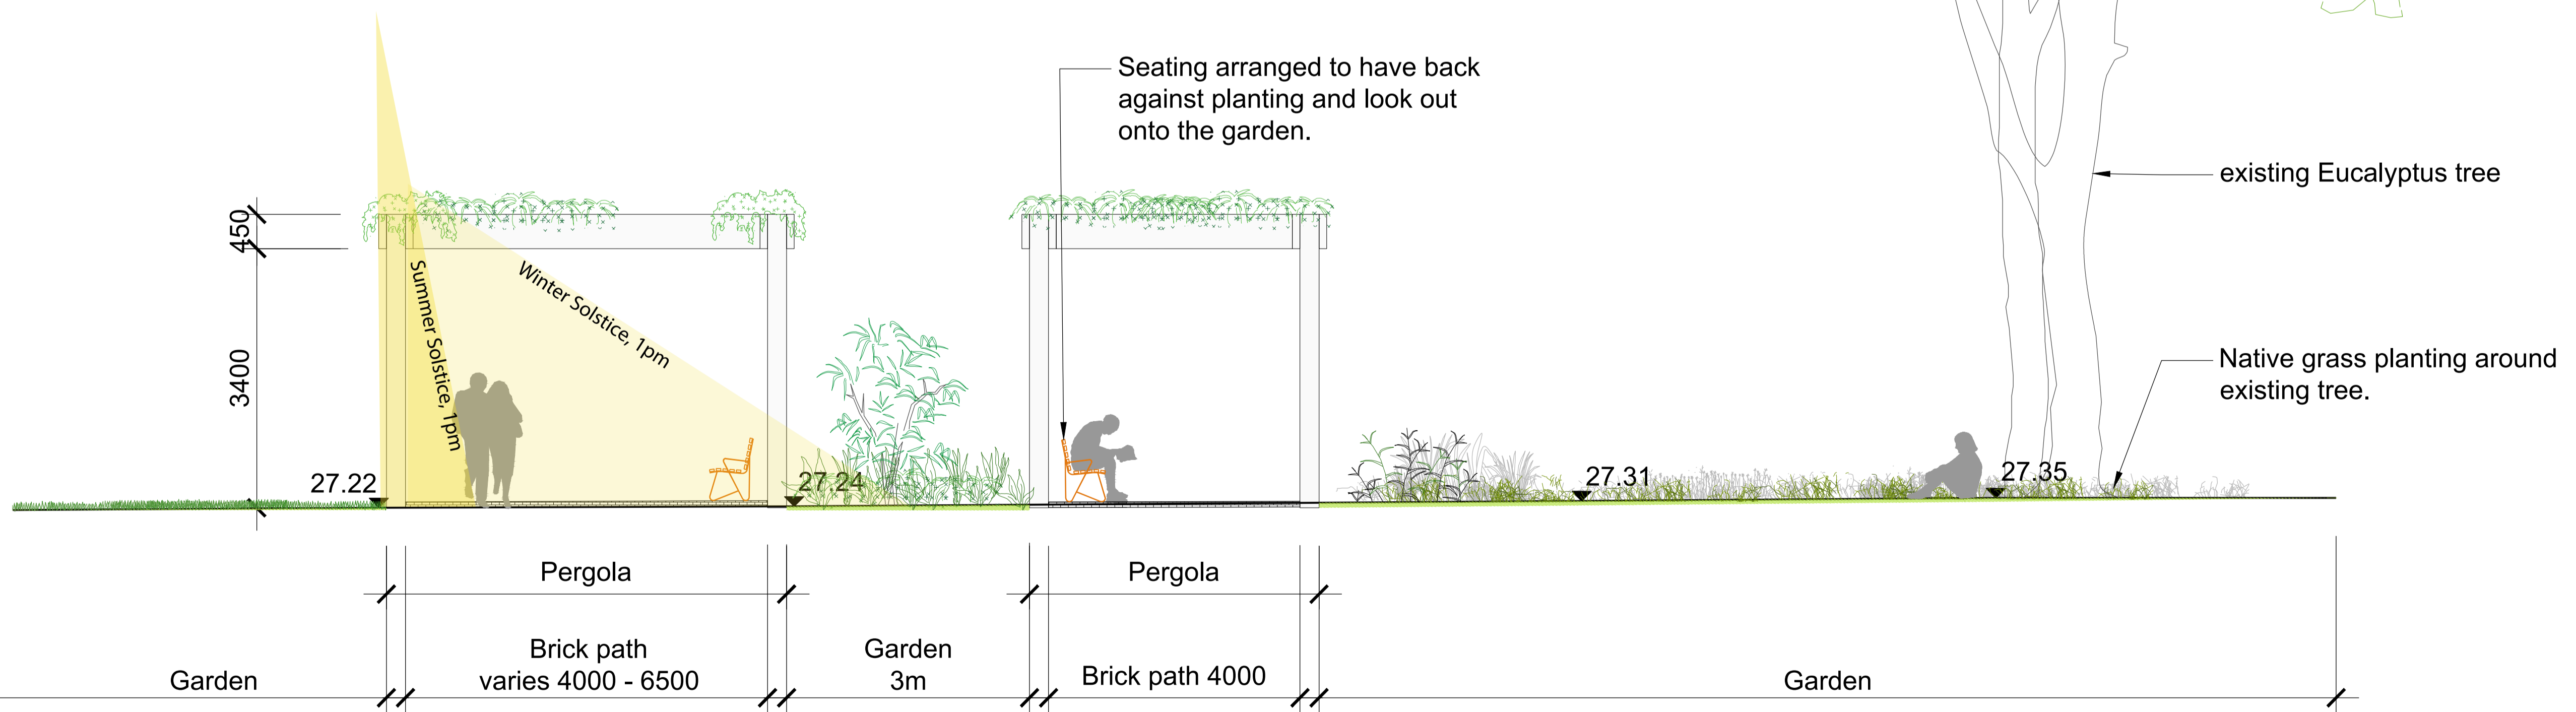 Seating arranged to have back
against planting and look out
onto the garden.
existing Eucalyptus tree
450
Summer Solstice, 1pm
Winter Solstice, 1pm
3400
Native grass planting around
existing tree.
27.22
27.24
27.31
27.35
Pergola
Pergola
Garden
Brick path
varies 4000 - 6500
Garden
3m
Brick path 4000
Garden